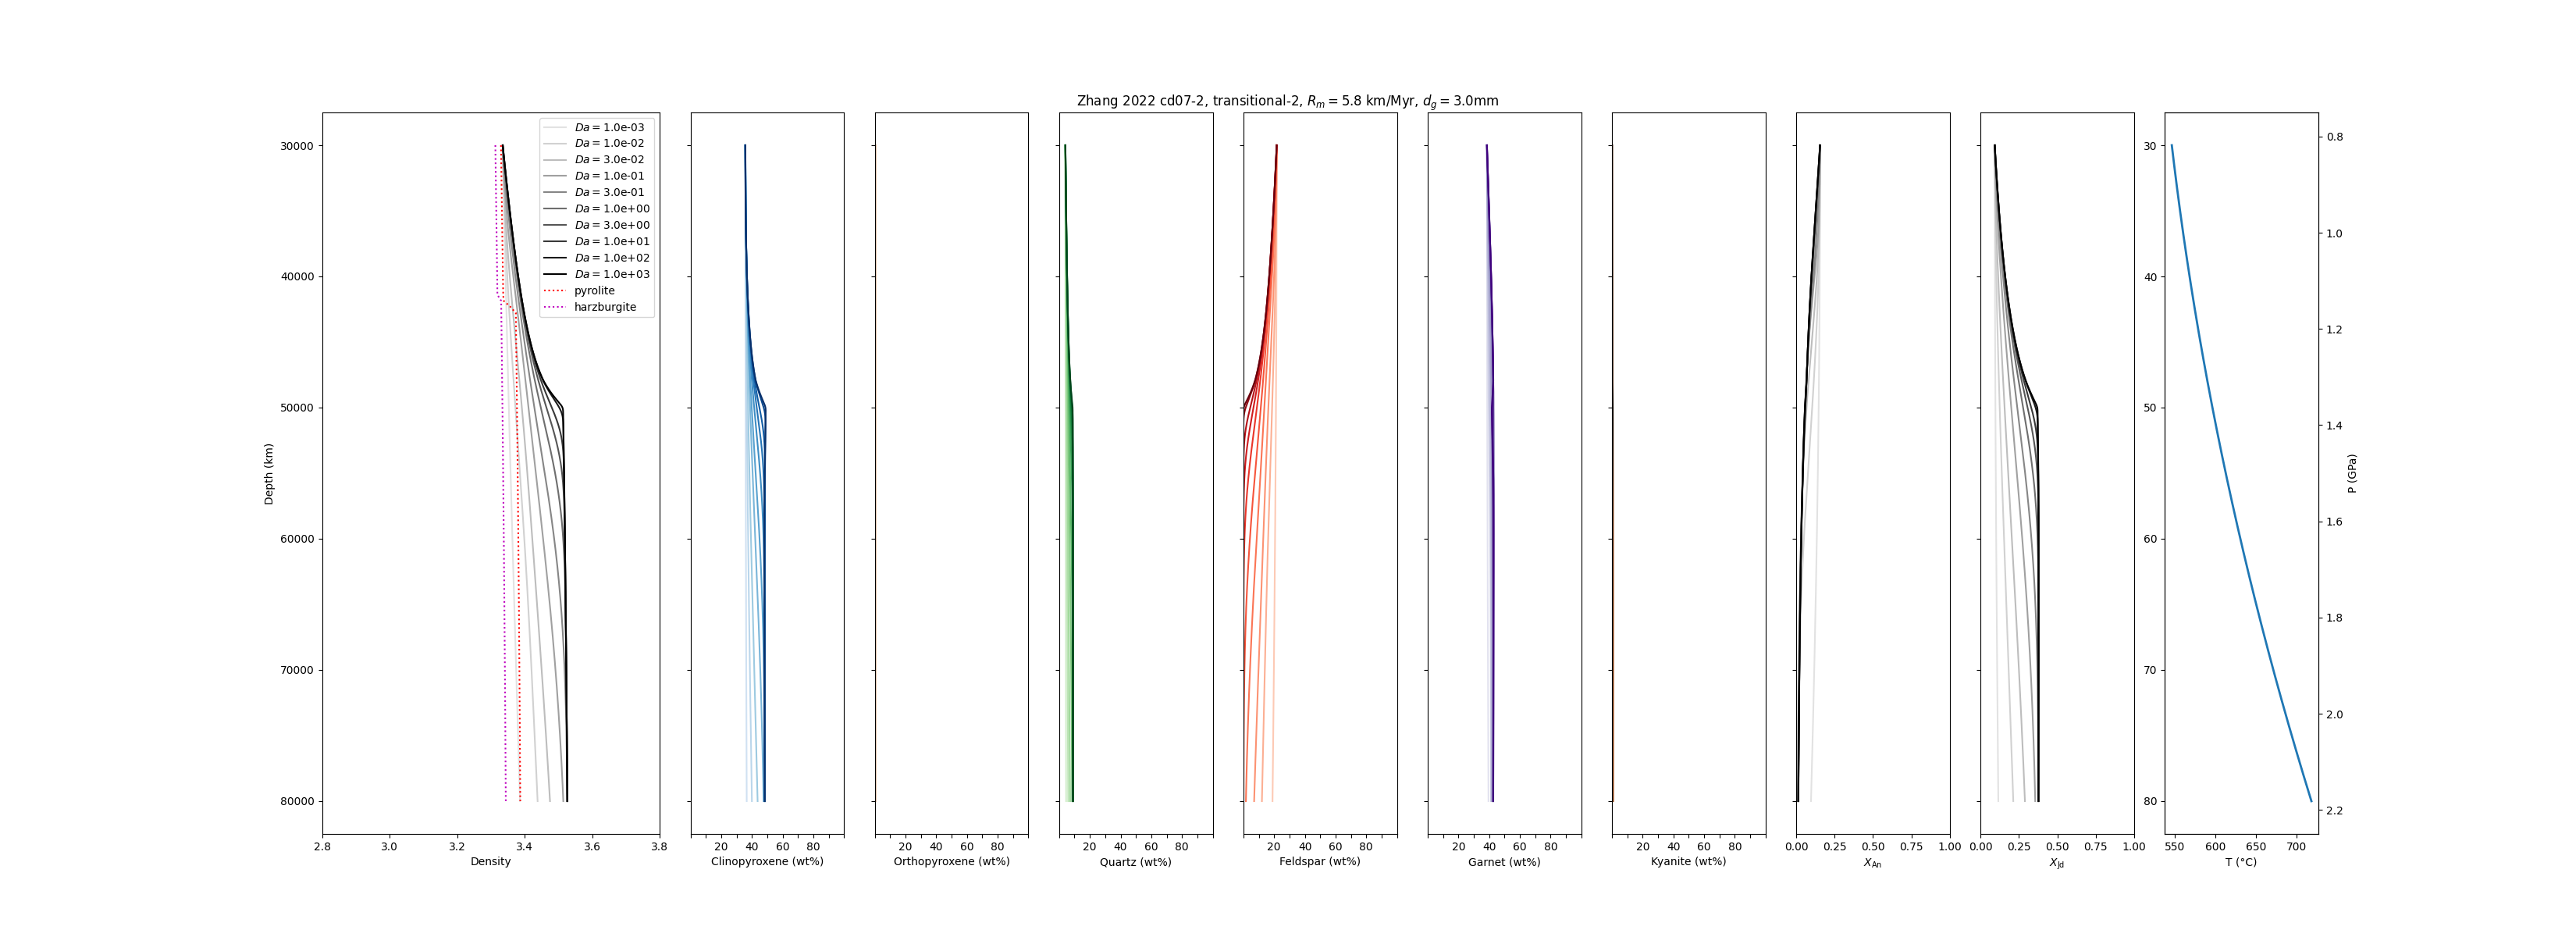 Zhang 2022 cd07-2, transitional-2, R_m = 5.8 km/Myr, d_g = 3.0mm
Da = 1.0e-03
Da = 1.0e-02
Da = 3.0e-02
Da = 1.0e-01
Da = 3.0e-01
Da = 1.0e+00
Da = 3.0e+00
Da = 1.0e+01
Da = 1.0e+02
Da = 1.0e+03
pyrolite
harzburgite
30000
40000
50000
60000
70000
80000
Depth (km)
2.8 3.0 3.2 3.4 3.6 3.8
Density
20 40 60 80
Clinopyroxene (wt%)
20 40 60 80
Orthopyroxene (wt%)
20 40 60 80
Quartz (wt%)
20 40 60 80
Feldspar (wt%)
20 40 60 80
Garnet (wt%)
20 40 60 80
Kyanite (wt%)
0.00 0.25 0.50 0.75 1.00
X_An
0.00 0.25 0.50 0.75 1.00
X_Jd
30
40
50
60
70
80
550 600 650 700
T (°C)
0.8
1.0
1.2
1.4
1.6
1.8
2.0
2.2
P (GPa)